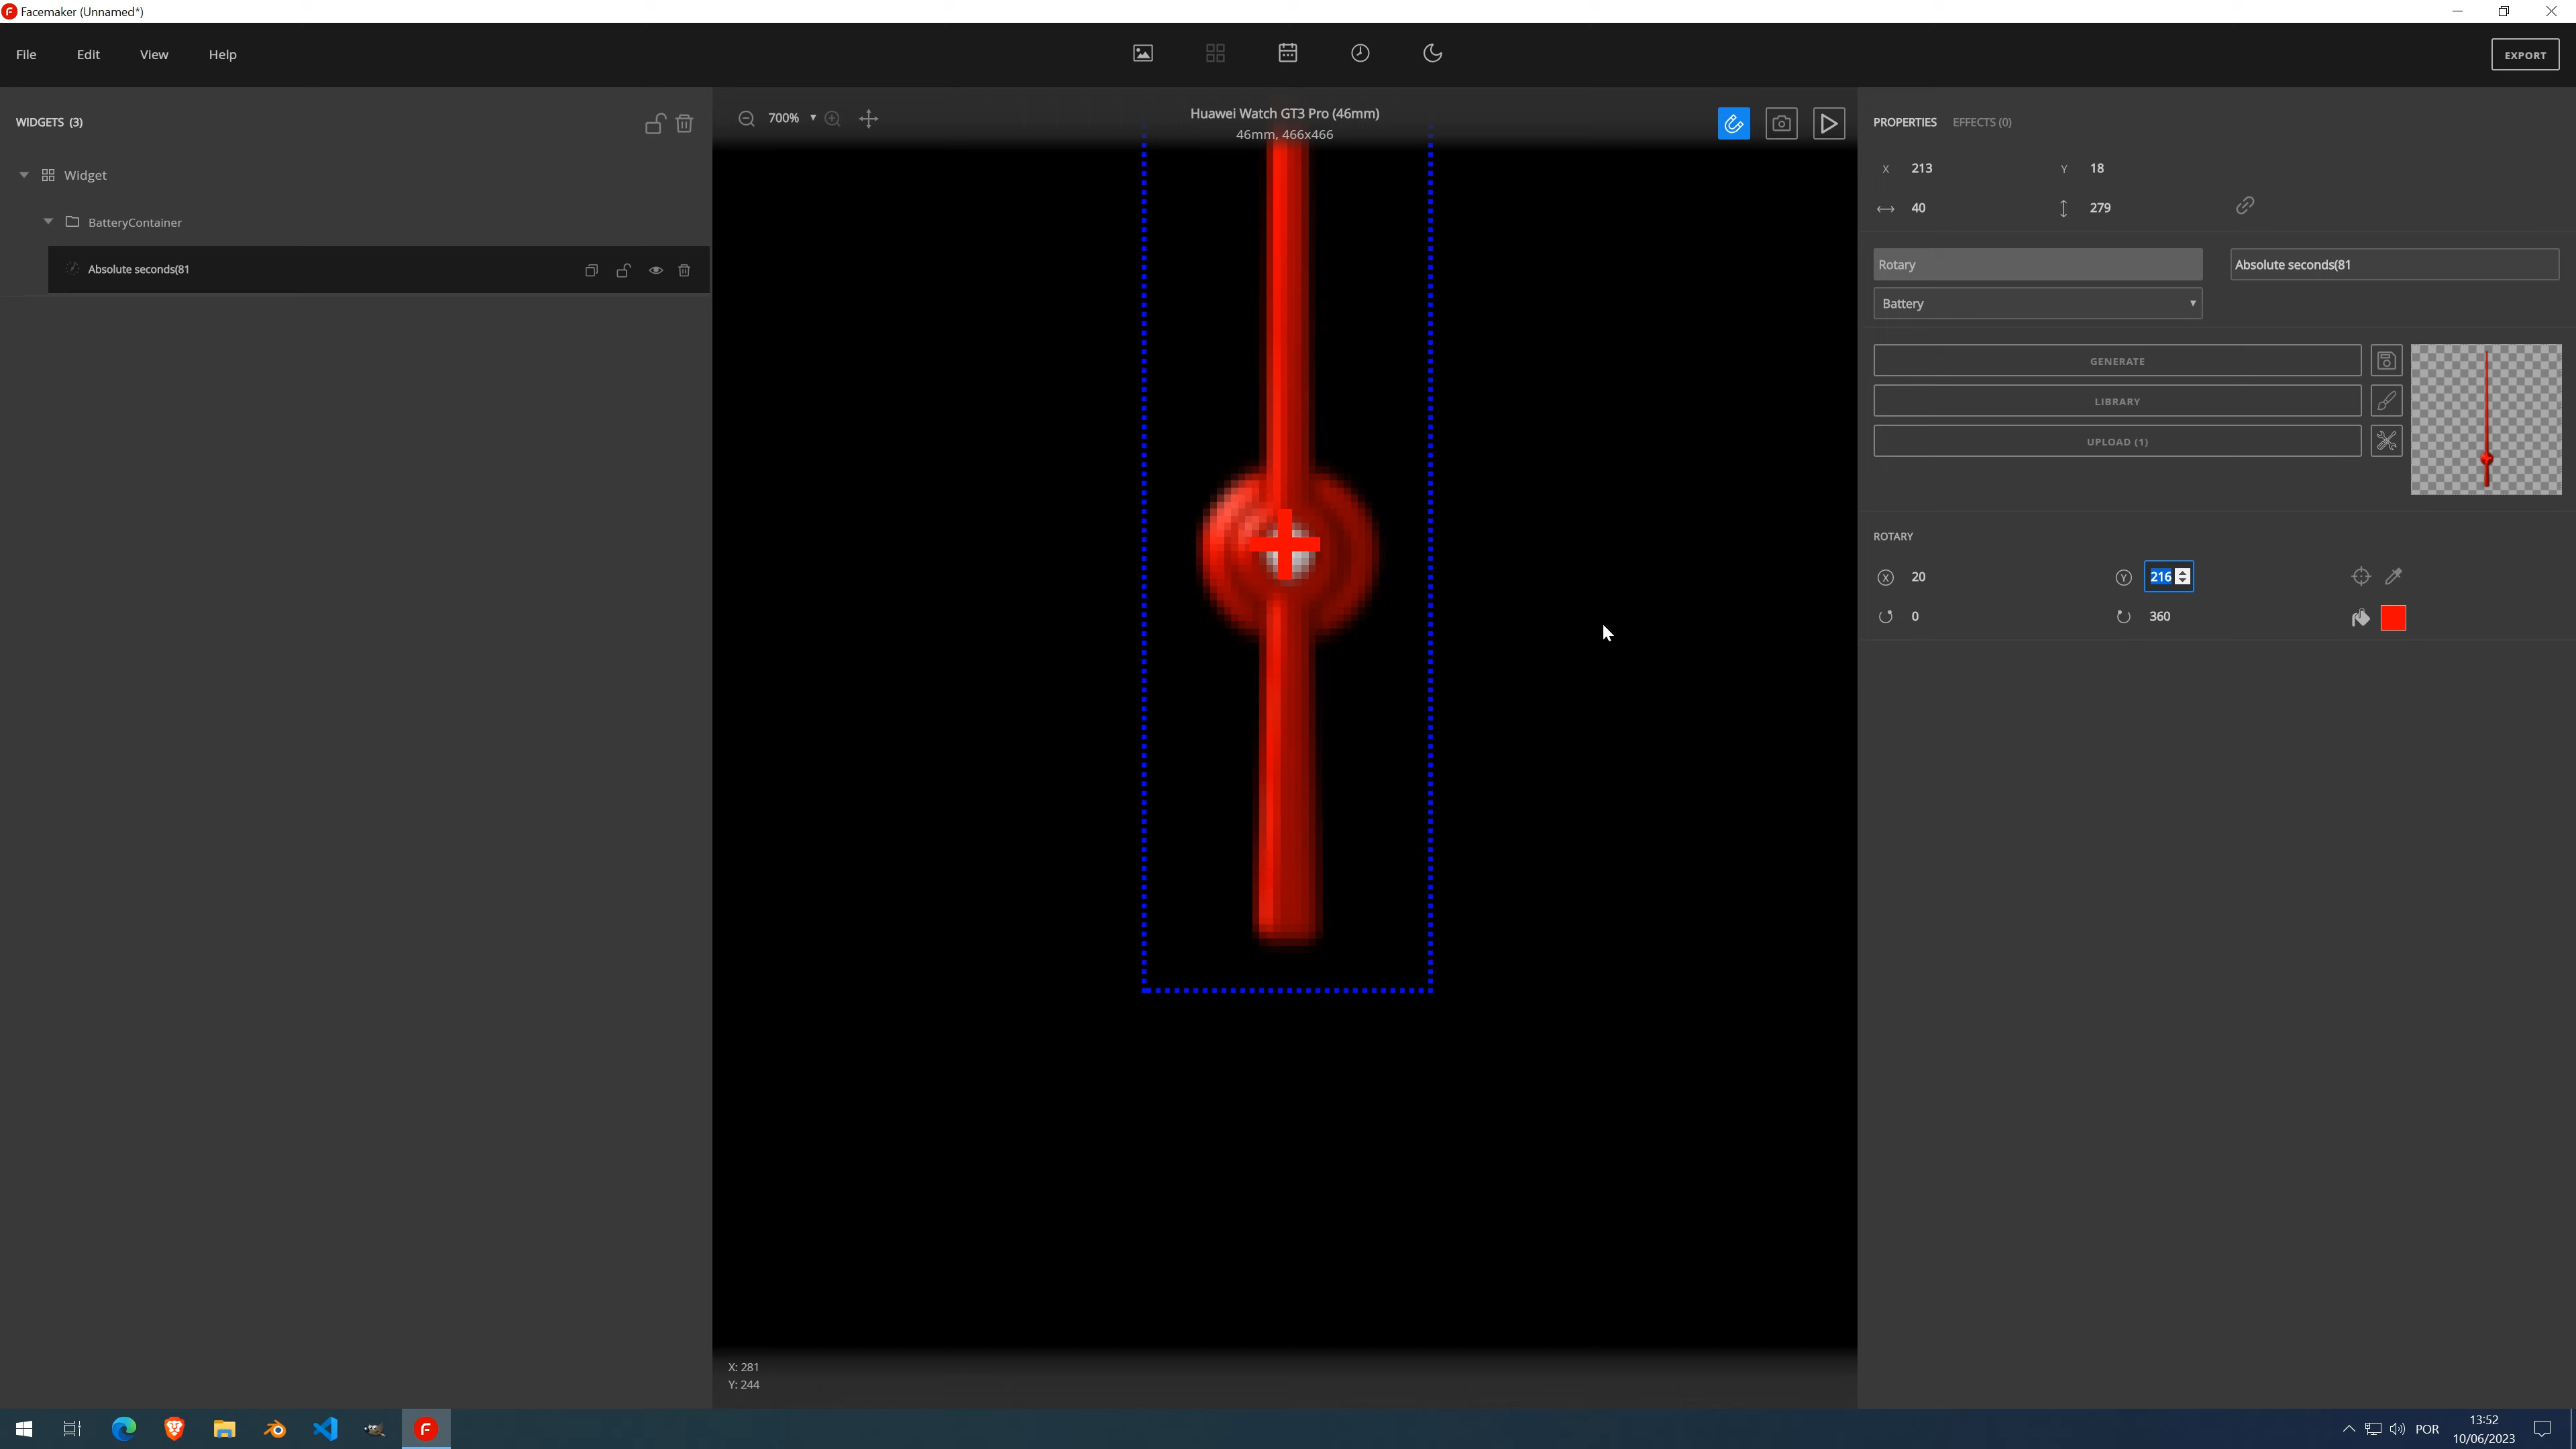 Facemaker (Unnamed*)
File Edit View Help
EXPORT
WIDGETS (3)
Widget
BatteryContainer
Absolute seconds(81
700%
Huawei Watch GT3 Pro (46mm)
46mm, 466x466
X: 281
Y: 244
PROPERTIES EFFECTS (0)
X 213 Y 18
40 279
Rotary Absolute seconds(81
Battery
GENERATE
LIBRARY
UPLOAD (1)
ROTARY
X 20 Y 216
0 360
POR
13:52
10/06/2023